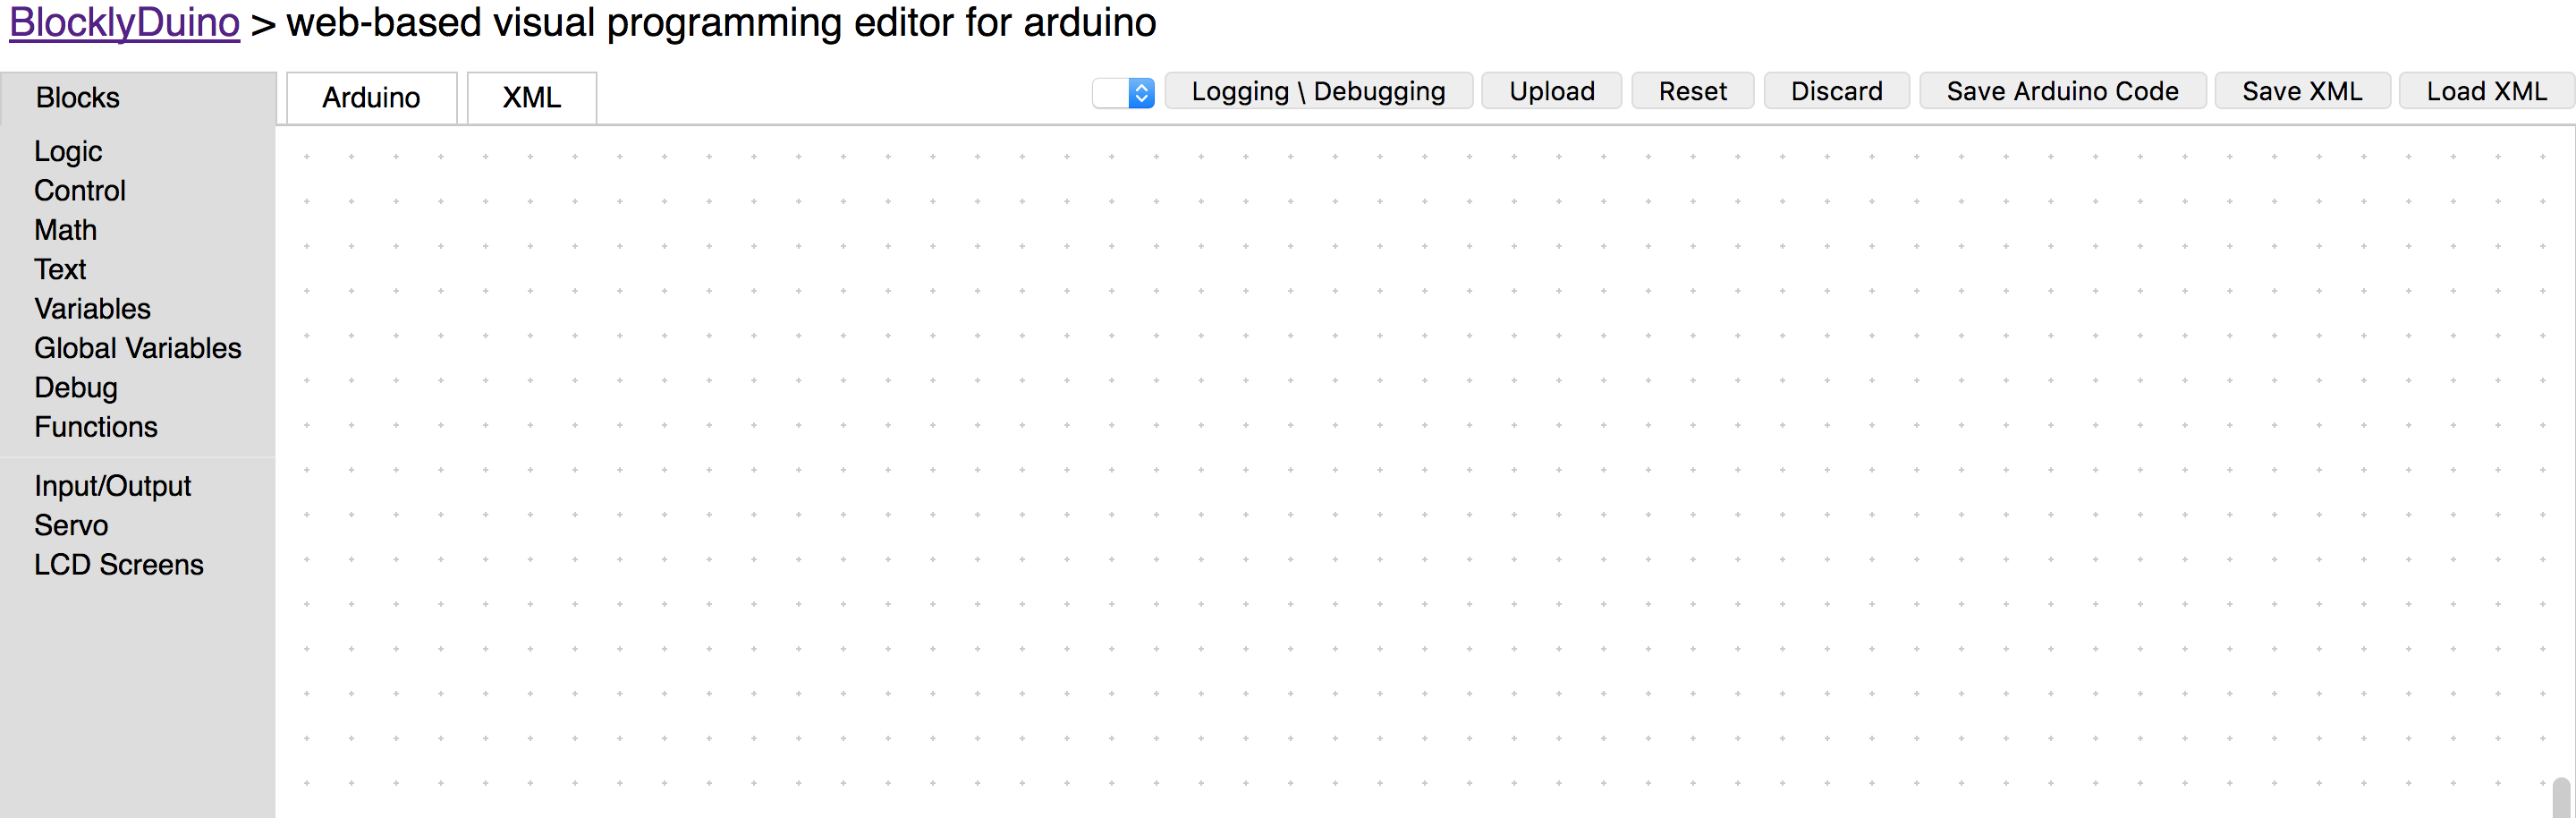 BlocklyDuino > web-based visual programming editor for arduino
Blocks Arduino XML Logging \ Debugging Upload Reset Discard Save Arduino Code Save XML Load XML
Logic
Control
Math
Text
Variables
Global Variables
Debug
Functions
Input/Output
Servo
LCD Screens